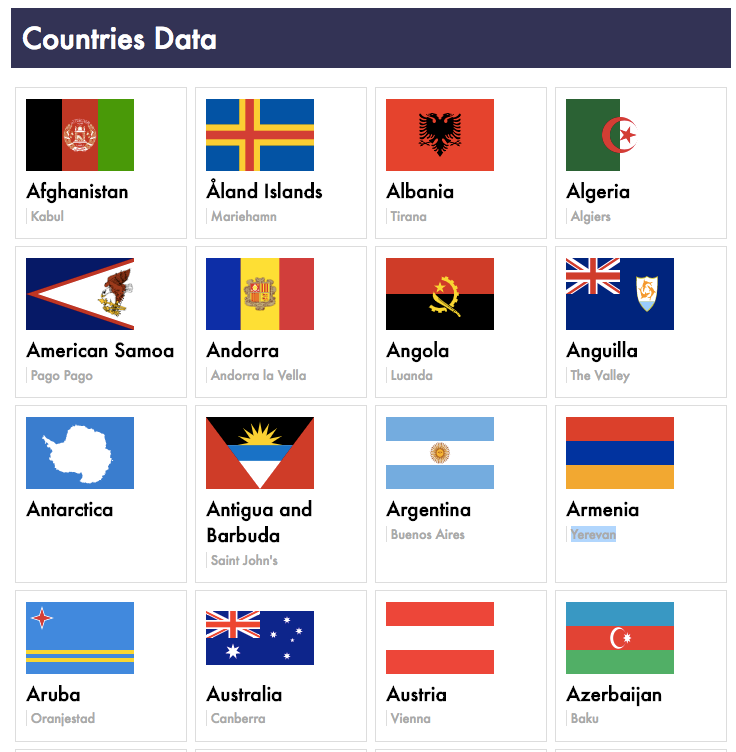 Countries Data
Afghanistan
Kabul
Åland Islands
Mariehamn
Albania
Tirana
Algeria
Algiers
American Samoa
Pago Pago
Andorra
Andorra la Vella
Angola
Luanda
Anguilla
The Valley
Antarctica
Antigua and
Barbuda
Saint John's
Argentina
Buenos Aires
Armenia
Yerevan
Aruba
Oranjestad
Australia
Canberra
Austria
Vienna
Azerbaijan
Baku